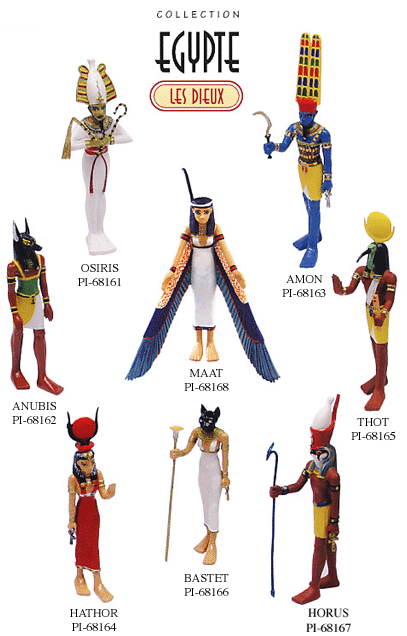 COLLECTION
EGYPTE
LES DIEUX
OSIRIS
PI-68161
AMON
PI-68163
MAAT
PI-68168
ANUBIS
PI-68162
THOT
PI-68165
BASTET
PI-68166
HATHOR
PI-68164
HORUS
PI-68167